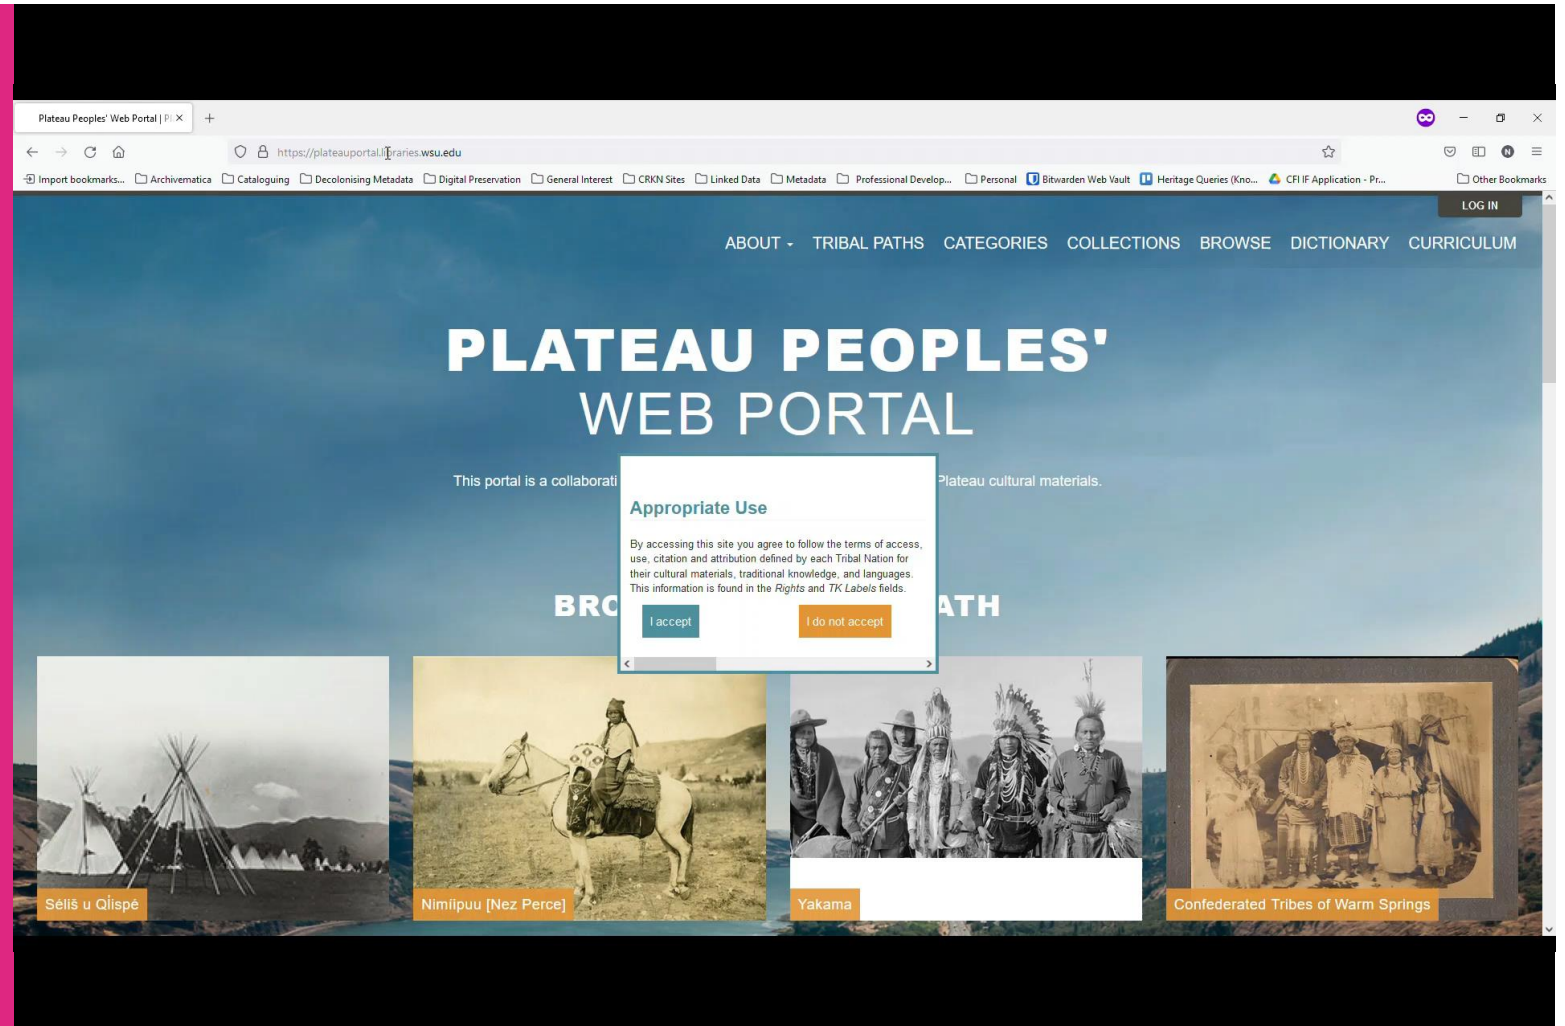 Plateau Peoples' Web Portal | Pl
https://plateauportal.libraries.wsu.edu
Import bookmarks... Archivematica Cataloguing Decolonising Metadata Digital Preservation General Interest CRKN Sites Linked Data Metadata Professional Develop... Personal Bitwarden Web Vault Heritage Queries (Kno... CFI IF Application - Pr... Other Bookmarks
LOG IN
ABOUT TRIBAL PATHS CATEGORIES COLLECTIONS BROWSE DICTIONARY CURRICULUM
PLATEAU PEOPLES'
WEB PORTAL
This portal is a collaborati Plateau cultural materials.
Appropriate Use
By accessing this site you agree to follow the terms of access,
use, citation and attribution defined by each Tribal Nation for
their cultural materials, traditional knowledge, and languages.
This information is found in the Rights and TK Labels fields.
BRO ATH
I accept I do not accept
Séliš u Ql̓ispé Nimíipuu [Nez Perce] Yakama Confederated Tribes of Warm Springs